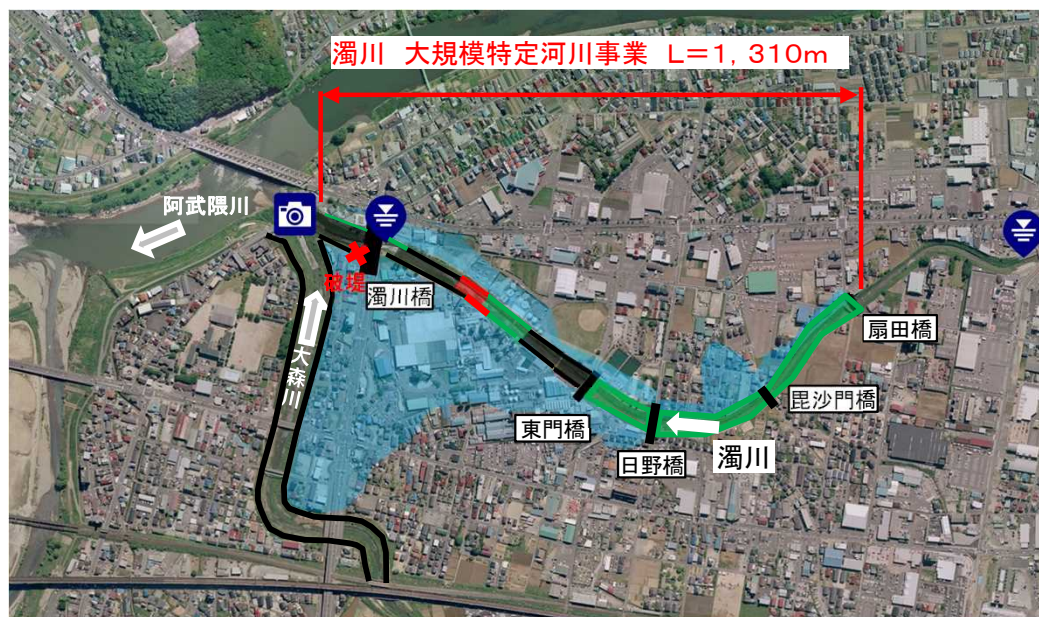 濁川 大規模特定河川事業 L=1,310m
阿武隈川
破堤
濁川橋
大森川
扇田橋
毘沙門橋
東門橋
日野橋
濁川